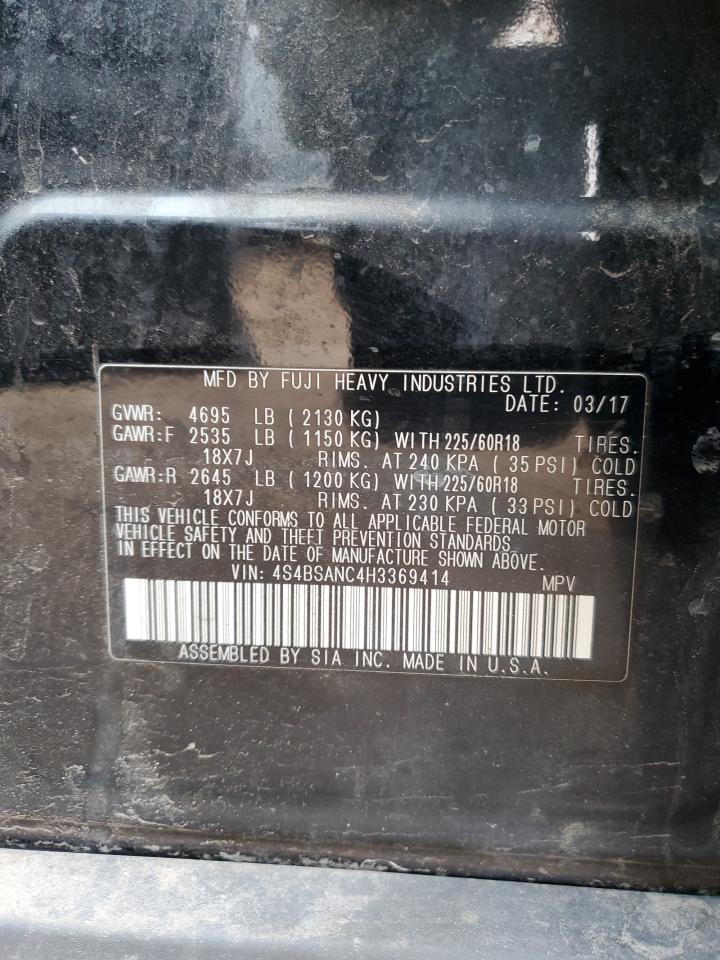 MFD BY FUJI HEAVY INDUSTRIES LTD.
DATE: 03/17
GVWR: 4695 LB ( 2130 KG)
GAWR:F 2535 LB ( 1150 KG) WITH 225/60R18 TIRES.
18X7J RIMS. AT 240 KPA ( 35 PSI) COLD
GAWR:R 2645 LB ( 1200 KG) WITH 225/60R18 TIRES.
18X7J RIMS. AT 230 KPA ( 33 PSI) COLD
THIS VEHICLE CONFORMS TO ALL APPLICABLE FEDERAL MOTOR
VEHICLE SAFETY AND THEFT PREVENTION STANDARDS
IN EFFECT ON THE DATE OF MANUFACTURE SHOWN ABOVE.
VIN: 4S4BSANC4H3369414 MPV
ASSEMBLED BY SIA INC. MADE IN U.S.A.